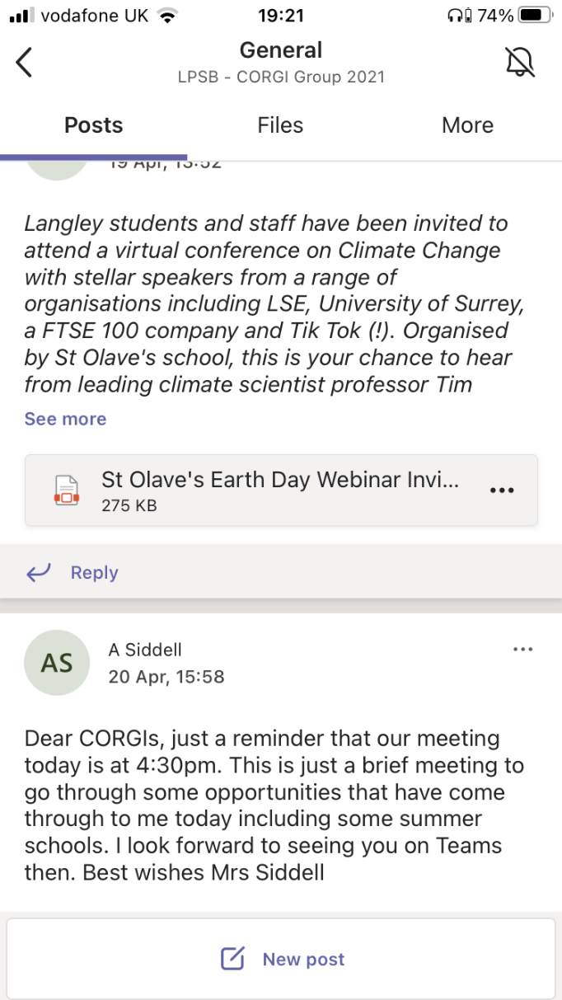 vodafone UK 19:21 74%
General
LPSB - CORGI Group 2021
Posts Files More
19 Apr, 13:52
Langley students and staff have been invited to
attend a virtual conference on Climate Change
with stellar speakers from a range of
organisations including LSE, University of Surrey,
a FTSE 100 company and Tik Tok (!). Organised
by St Olave's school, this is your chance to hear
from leading climate scientist professor Tim
See more
St Olave's Earth Day Webinar Invi...
275 KB
Reply
AS
A Siddell
20 Apr, 15:58
Dear CORGIs, just a reminder that our meeting
today is at 4:30pm. This is just a brief meeting to
go through some opportunities that have come
through to me today including some summer
schools. I look forward to seeing you on Teams
then. Best wishes Mrs Siddell
New post